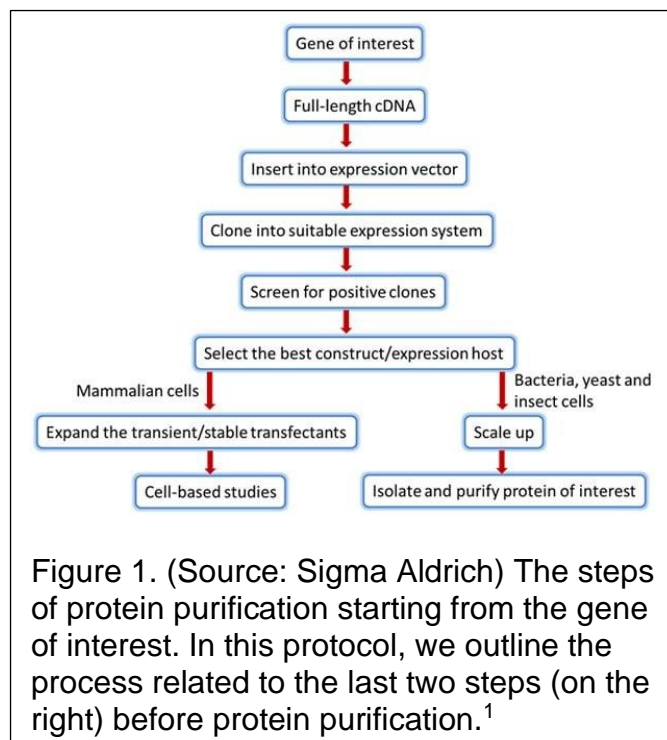 Gene of interest
Full-length cDNA
Insert into expression vector
Clone into suitable expression system
Screen for positive clones
Select the best construct/expression host
Mammalian cells
Bacteria, yeast and
insect cells
Expand the transient/stable transfectants
Scale up
Cell-based studies
Isolate and purify protein of interest
Figure 1. (Source: Sigma Aldrich) The steps
of protein purification starting from the gene
of interest. In this protocol, we outline the
process related to the last two steps (on the
right) before protein purification.¹